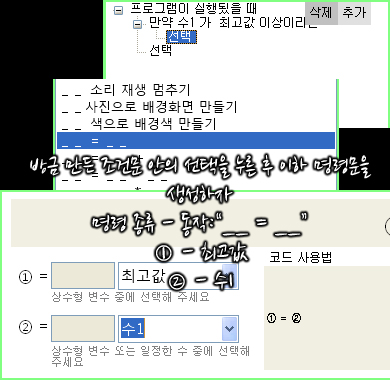 프로그램이 실행됬을 때
만약 수1 가 최고값 이상이라면
선택
선택
삭제 추가
_ _ 소리 재생 멈추기
_ _ 사진으로 배경화면 만들기
_ _ 색으로 배경색 만들기
_ _ = _ _
방금 만든 조건문 안의 선택을 누른 후 이하 명령문을
생성하자
명령 종류 - 동작:"__ = __"
① - 최고값
② - 수1
① = 최고값
상수형 변수 중에 선택해 주세요
② = 수1
상수형 변수 또는 일정한 수 중에 선택해
주세요
코드 사용법
① = ②